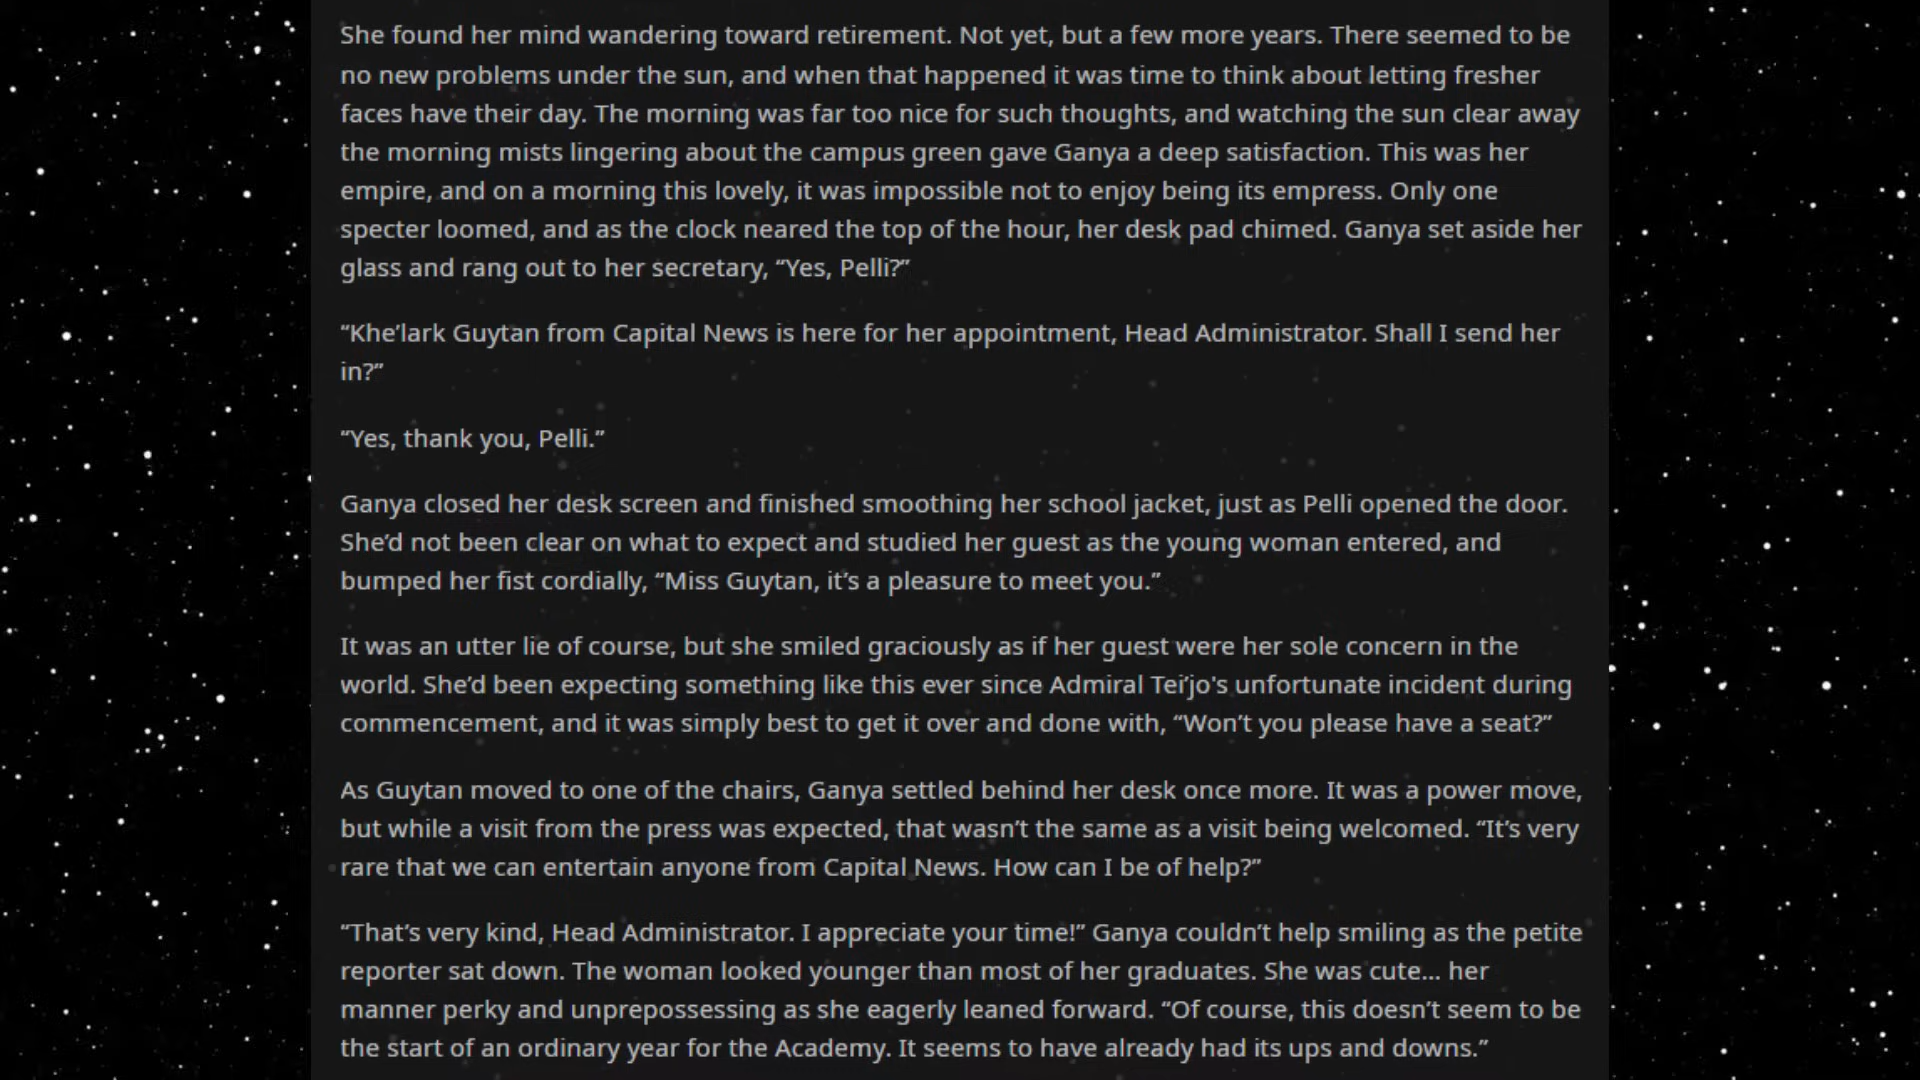 She found her mind wandering toward retirement. Not yet, but a few more years. There seemed to be
no new problems under the sun, and when that happened it was time to think about letting fresher
faces have their day. The morning was far too nice for such thoughts, and watching the sun clear away
the morning mists lingering about the campus green gave Ganya a deep satisfaction. This was her
empire, and on a morning this lovely, it was impossible not to enjoy being its empress. Only one
specter loomed, and as the clock neared the top of the hour, her desk pad chimed. Ganya set aside her
glass and rang out to her secretary, “Yes, Pelli?”
“Khe’lark Guytan from Capital News is here for her appointment, Head Administrator. Shall I send her
in?”
“Yes, thank you, Pelli.”
Ganya closed her desk screen and finished smoothing her school jacket, just as Pelli opened the door.
She’d not been clear on what to expect and studied her guest as the young woman entered, and
bumped her fist cordially, “Miss Guytan, it’s a pleasure to meet you.”
It was an utter lie of course, but she smiled graciously as if her guest were her sole concern in the
world. She’d been expecting something like this ever since Admiral Tei’jo's unfortunate incident during
commencement, and it was simply best to get it over and done with, “Won’t you please have a seat?”
As Guytan moved to one of the chairs, Ganya settled behind her desk once more. It was a power move,
but while a visit from the press was expected, that wasn’t the same as a visit being welcomed. “It’s very
rare that we can entertain anyone from Capital News. How can I be of help?”
“That’s very kind, Head Administrator. I appreciate your time!” Ganya couldn’t help smiling as the petite
reporter sat down. The woman looked younger than most of her graduates. She was cute… her
manner perky and unprepossessing as she eagerly leaned forward. “Of course, this doesn’t seem to be
the start of an ordinary year for the Academy. It seems to have already had its ups and downs.”